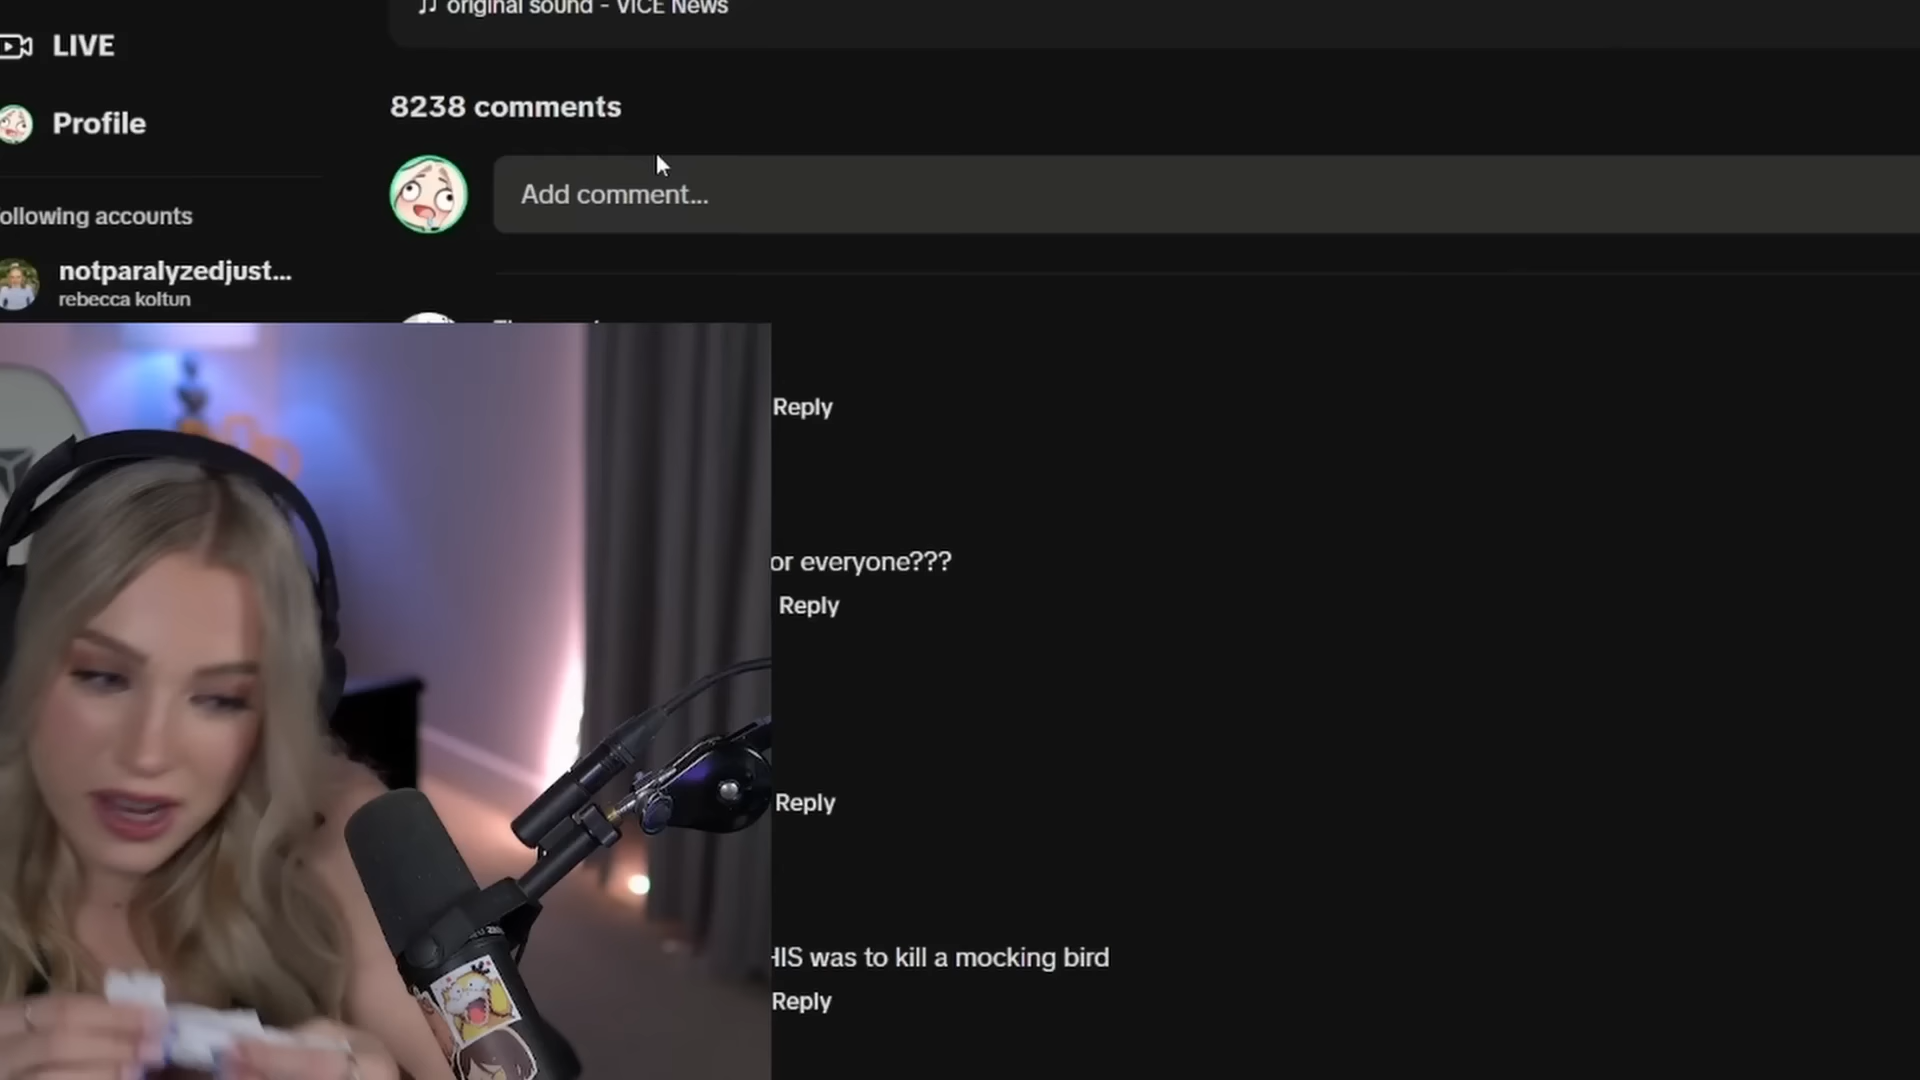 original sound - VICE News
LIVE
8238 comments
Profile
Add comment...
ollowing accounts
notparalyzedjust...
rebecca koltun
Reply
or everyone???
Reply
Reply
HIS was to kill a mocking bird
Reply